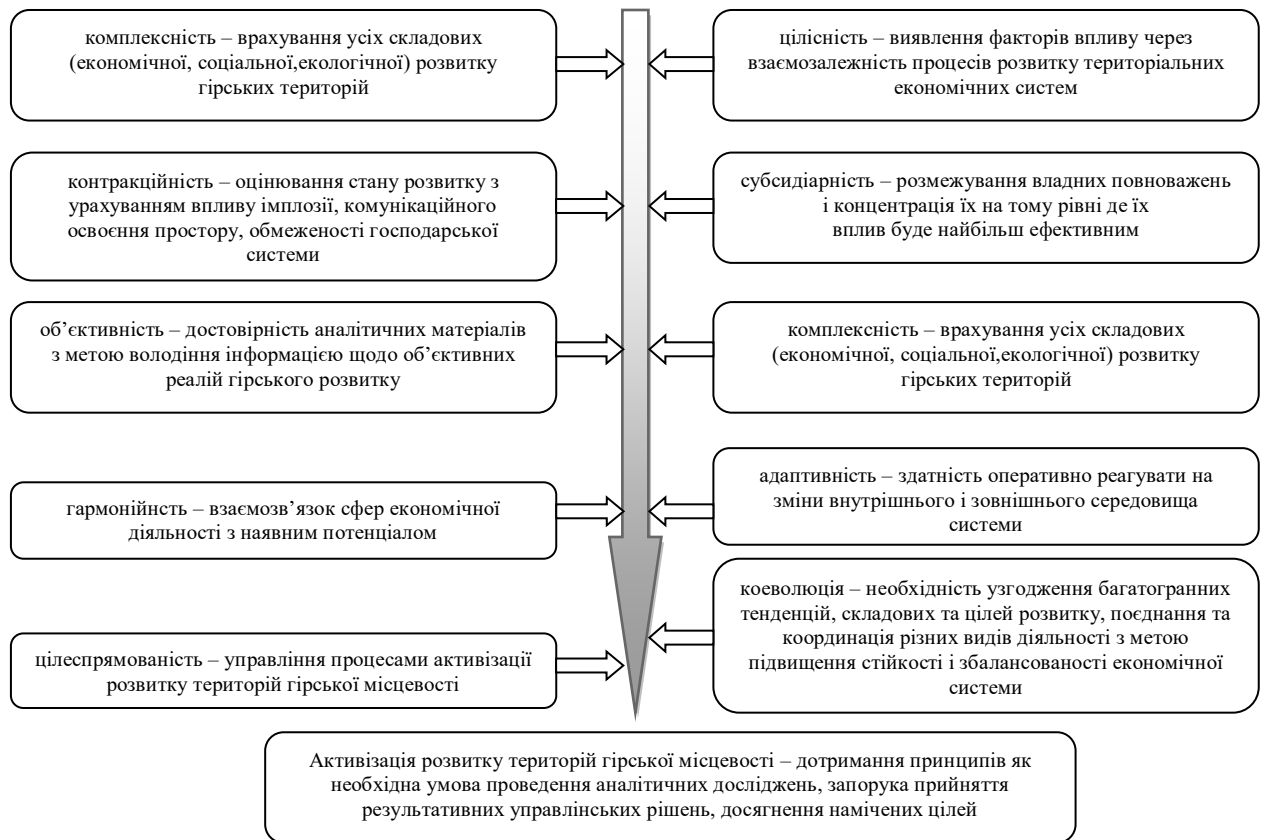 комплексність – врахування усіх складових
(економічної, соціальної,екологічної) розвитку
гірських територій
цілісність – виявлення факторів впливу через
взаємозалежність процесів розвитку територіальних
економічних систем
контракційність – оцінювання стану розвитку з
урахуванням впливу імплозії, комунікаційного
освоєння простору, обмеженості господарської
системи
субсидіарність – розмежування владних повноважень
і концентрація їх на тому рівні де їх
вплив буде найбільш ефективним
об’єктивність – достовірність аналітичних матеріалів
з метою володіння інформацією щодо об’єктивних
реалій гірського розвитку
комплексність – врахування усіх складових
(економічної, соціальної,екологічної) розвитку
гірських територій
гармонійнсть – взаємозв’язок сфер економічної
діяльності з наявним потенціалом
адаптивність – здатність оперативно реагувати на
зміни внутрішнього і зовнішнього середовища
системи
цілеспрямованість – управління процесами активізації
розвитку територій гірської місцевості
коеволюція – необхідність узгодження багатогранних
тенденцій, складових та цілей розвитку, поєднання та
координація різних видів діяльності з метою
підвищення стійкості і збалансованості економічної
системи
Активізація розвитку територій гірської місцевості – дотримання принципів як
необхідна умова проведення аналітичних досліджень, запорука прийняття
результативних управлінських рішень, досягнення намічених цілей